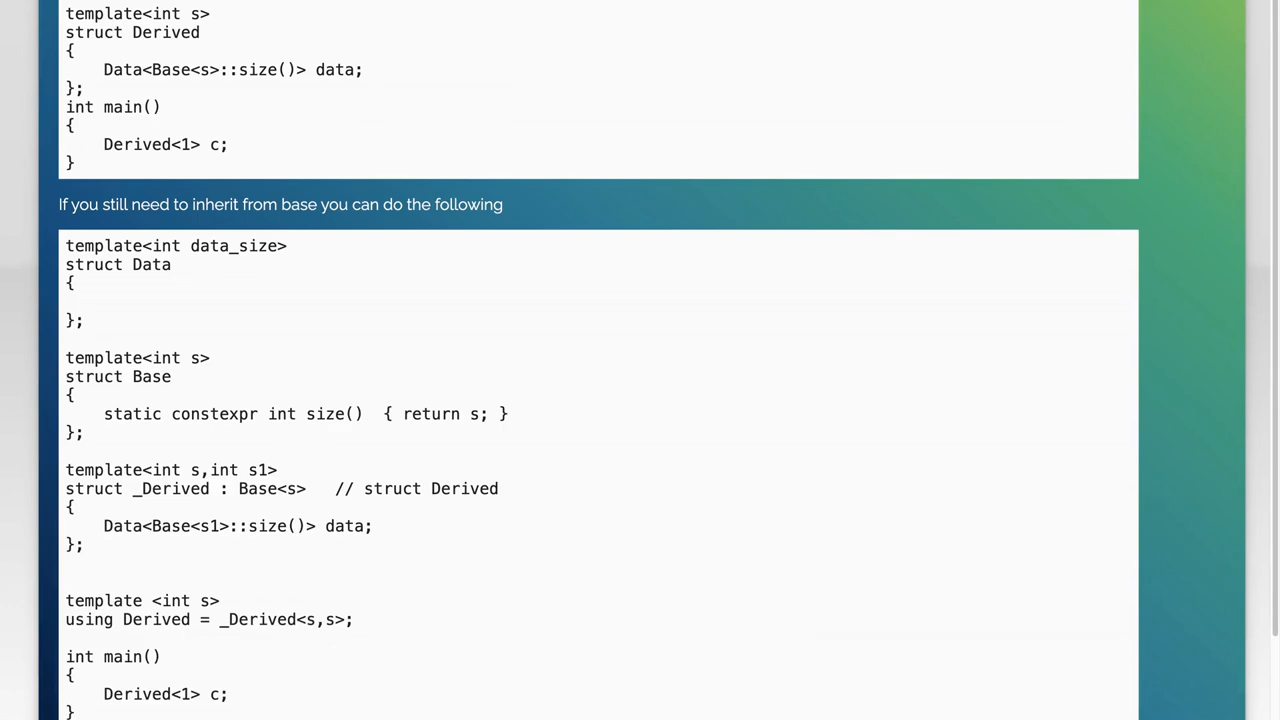 template<int s>
struct Derived
{
    Data<Base<s>::size()> data;
};
int main()
{
    Derived<1> c;
}
If you still need to inherit from base you can do the following
template<int data_size>
struct Data
{
};
template<int s>
struct Base
{
    static constexpr int size()  { return s; }
};
template<int s,int s1>
struct _Derived : Base<s>   // struct Derived
{
    Data<Base<s1>::size()> data;
};
template <int s>
using Derived = _Derived<s,s>;
int main()
{
    Derived<1> c;
}